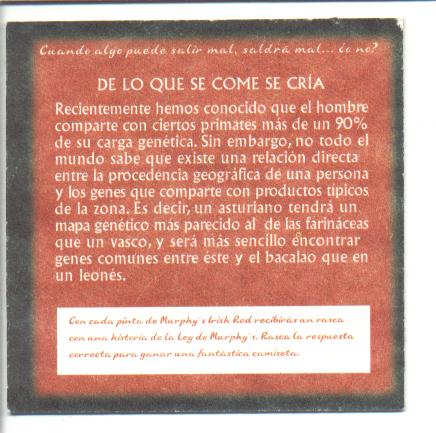 Cuando algo puede salir mal, saldrá mal... ¿o no?
DE LO QUE SE COME SE CRÍA
Recientemente hemos conocido que el hombre
comparte con ciertos primates más de un 90%
de su carga genética. Sin embargo, no todo el
mundo sabe que existe una relación directa
entre la procedencia geográfica de una persona
y los genes que comparte con productos típicos
de la zona. Es decir, un asturiano tendrá un
mapa genético más parecido al de las farináceas
que un vasco, y será más sencillo encontrar
genes comunes entre éste y el bacalao que en
un leonés.
Con cada pinta de Murphy's Irish Red recibirás un rasca
con una historia de la Ley de Murphy's. Rasca la respuesta
correcta para ganar una fantástica camiseta.